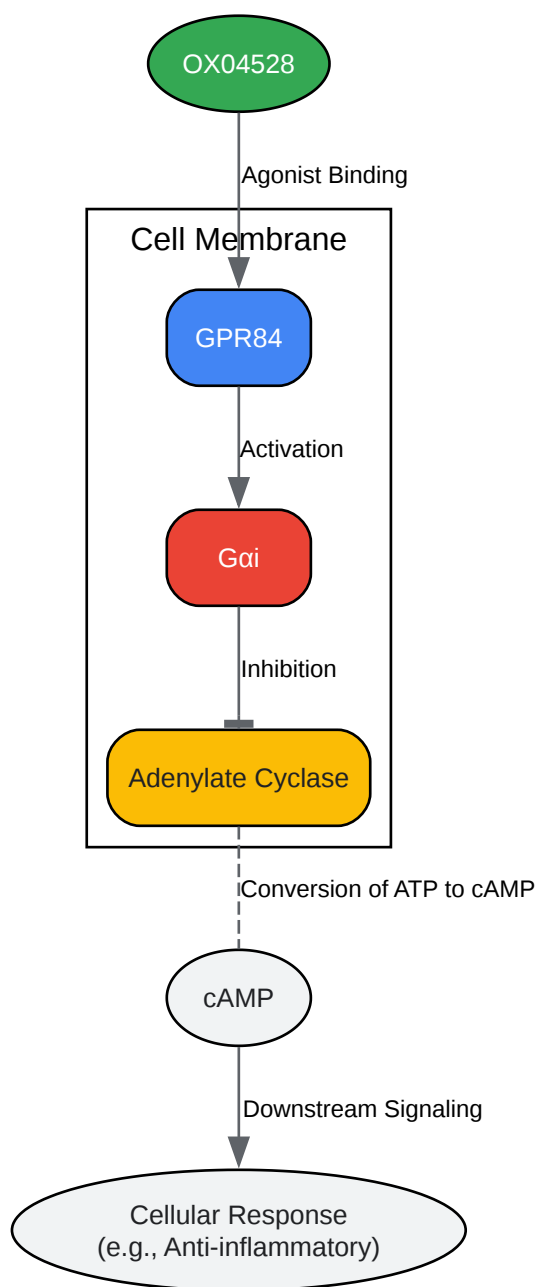 OX04528
Agonist Binding
Cell Membrane
GPR84
Activation
Gαi
Inhibition
Adenylate Cyclase
Conversion of ATP to cAMP
cAMP
Downstream Signaling
Cellular Response
(e.g., Anti-inflammatory)